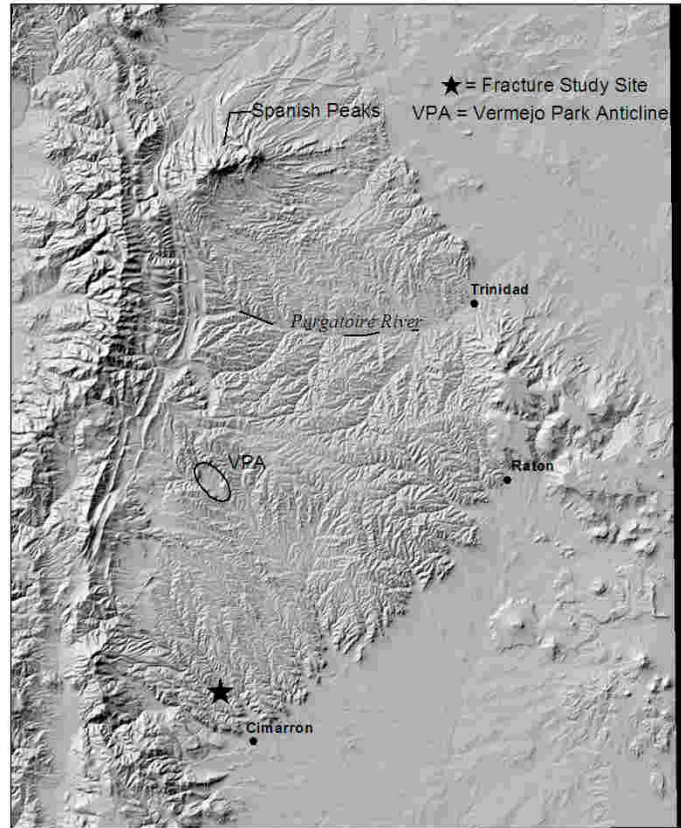 ★ = Fracture Study Site
Spanish Peaks
VPA = Vermejo Park Anticline
Trinidad
Purgatoire River
VPA
Raton
Cimarron